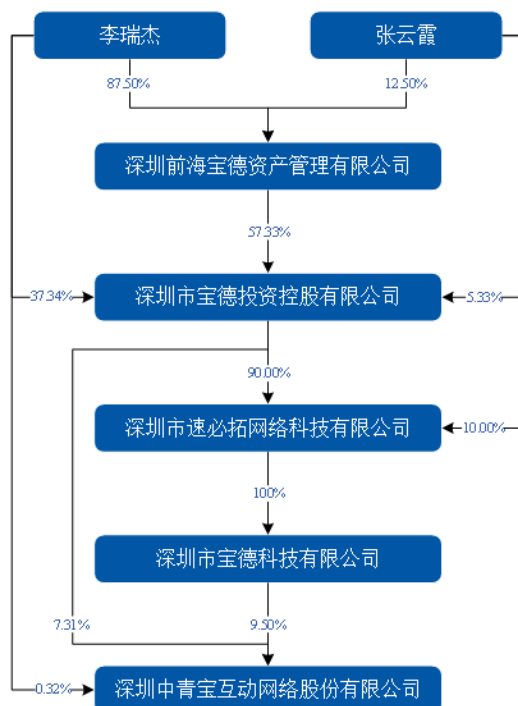 李瑞杰
张云霞
87.50%
12.50%
深圳前海宝德资产管理有限公司
57.33%
37.34%
深圳市宝德投资控股有限公司
5.33%
90.00%
深圳市速必拓网络科技有限公司
10.00%
100%
深圳市宝德科技有限公司
7.31%
9.50%
0.32%
深圳中青宝互动网络股份有限公司